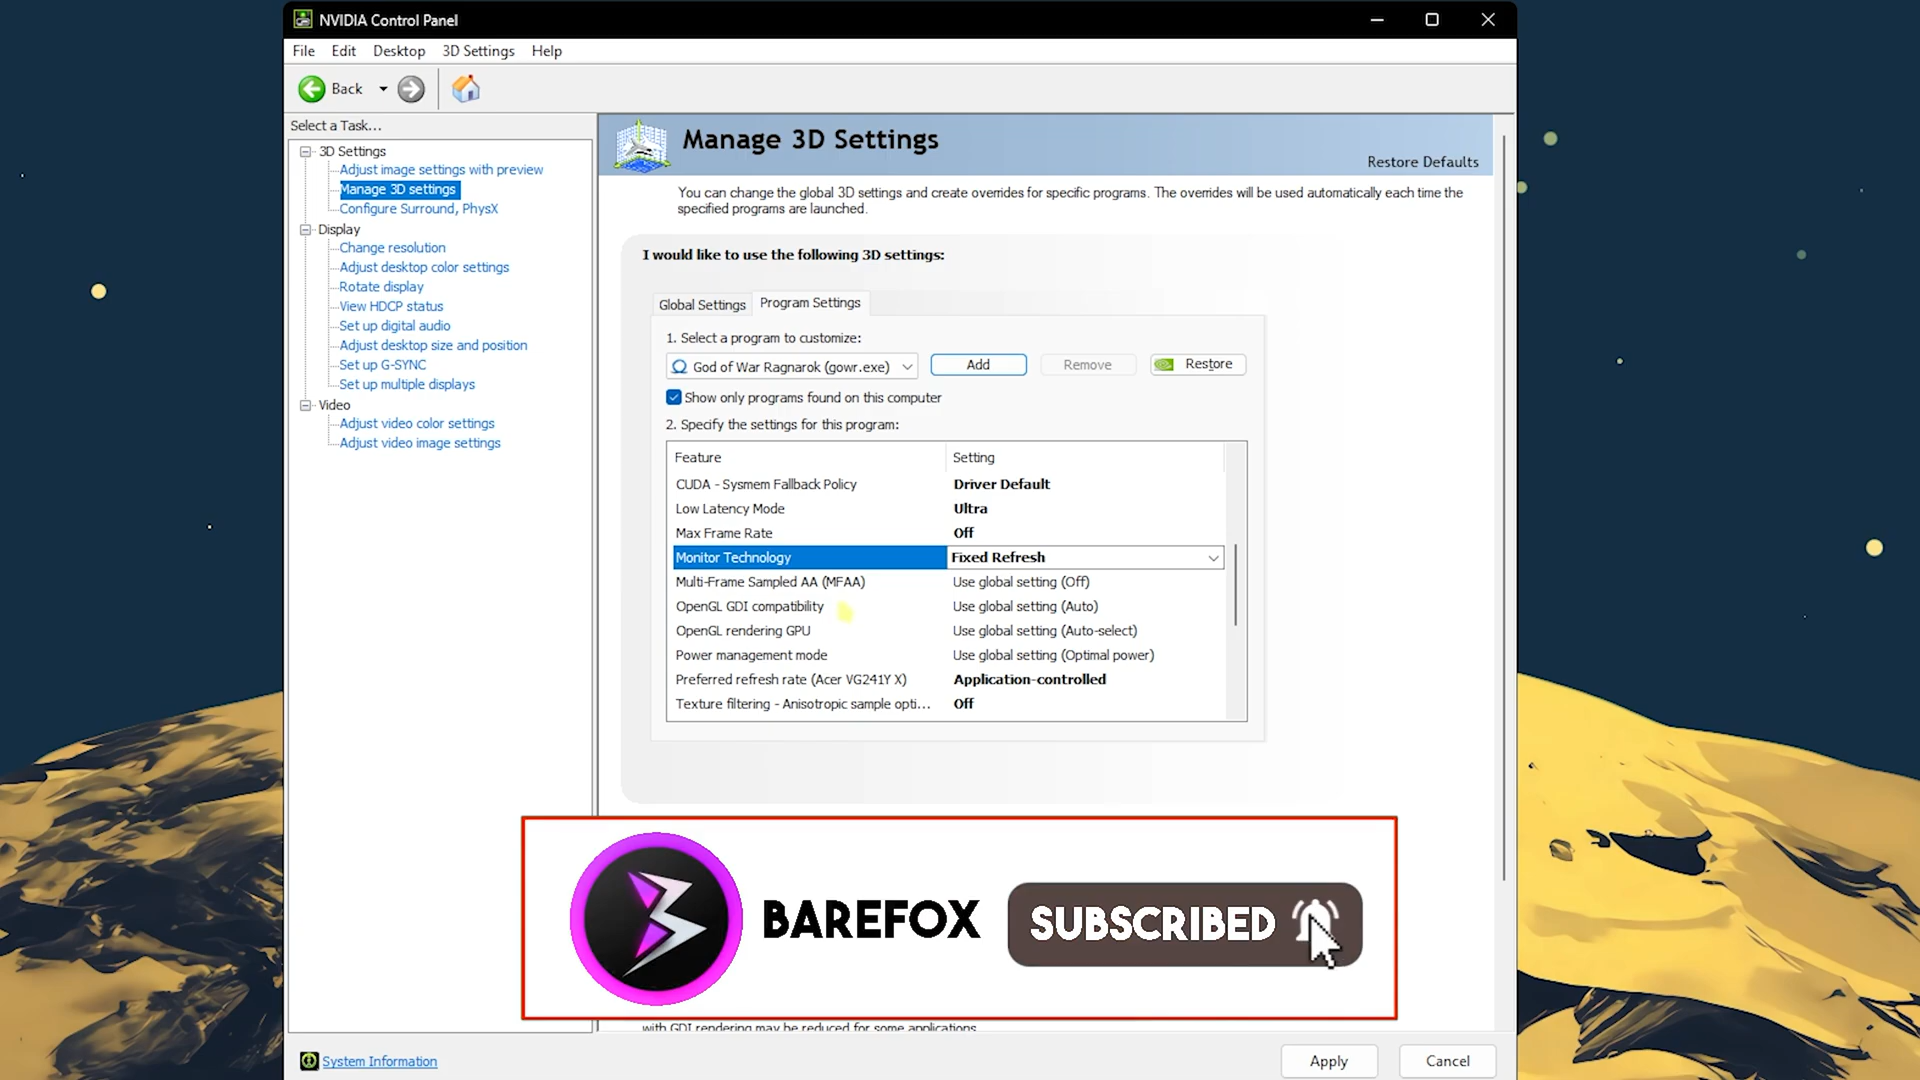 NVIDIA Control Panel
File Edit Desktop 3D Settings Help
Back
Select a Task...
3D Settings
Adjust image settings with preview
Manage 3D settings
Configure Surround, PhysX
Display
Change resolution
Adjust desktop color settings
Rotate display
View HDCP status
Set up digital audio
Adjust desktop size and position
Set up G-SYNC
Set up multiple displays
Video
Adjust video color settings
Adjust video image settings
Manage 3D Settings
Restore Defaults
You can change the global 3D settings and create overrides for specific programs. The overrides will be used automatically each time the
specified programs are launched.
I would like to use the following 3D settings:
Global Settings Program Settings
1. Select a program to customize:
God of War Ragnarok (gowr.exe) Add Remove Restore
Show only programs found on this computer
2. Specify the settings for this program:
Feature Setting
CUDA - Sysmem Fallback Policy Driver Default
Low Latency Mode Ultra
Max Frame Rate Off
Monitor Technology Fixed Refresh
Multi-Frame Sampled AA (MFAA) Use global setting (Off)
OpenGL GDI compatibility Use global setting (Auto)
OpenGL rendering GPU Use global setting (Auto-select)
Power management mode Use global setting (Optimal power)
Preferred refresh rate (Acer VG241Y X) Application-controlled
Texture filtering - Anisotropic sample opti... Off
BAREFOX SUBSCRIBED
with GDI rendering may be reduced for some applications.
System Information
Apply Cancel